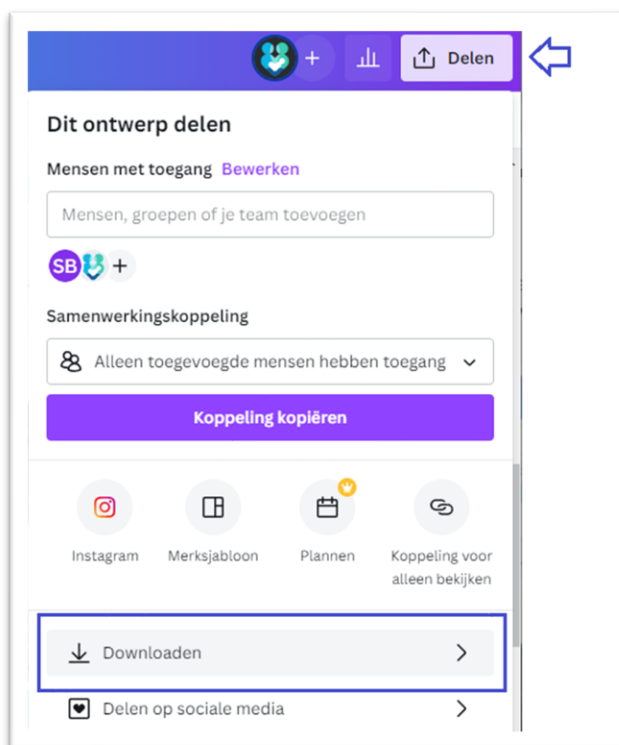 Delen
Dit ontwerp delen
Mensen met toegang Bewerken
Mensen, groepen of je team toevoegen
SB
Samenwerkingskoppeling
Alleen toegevoegde mensen hebben toegang
Koppeling kopiëren
Instagram Merksjabloon Plannen Koppeling voor
alleen bekijken
Downloaden
Delen op sociale media